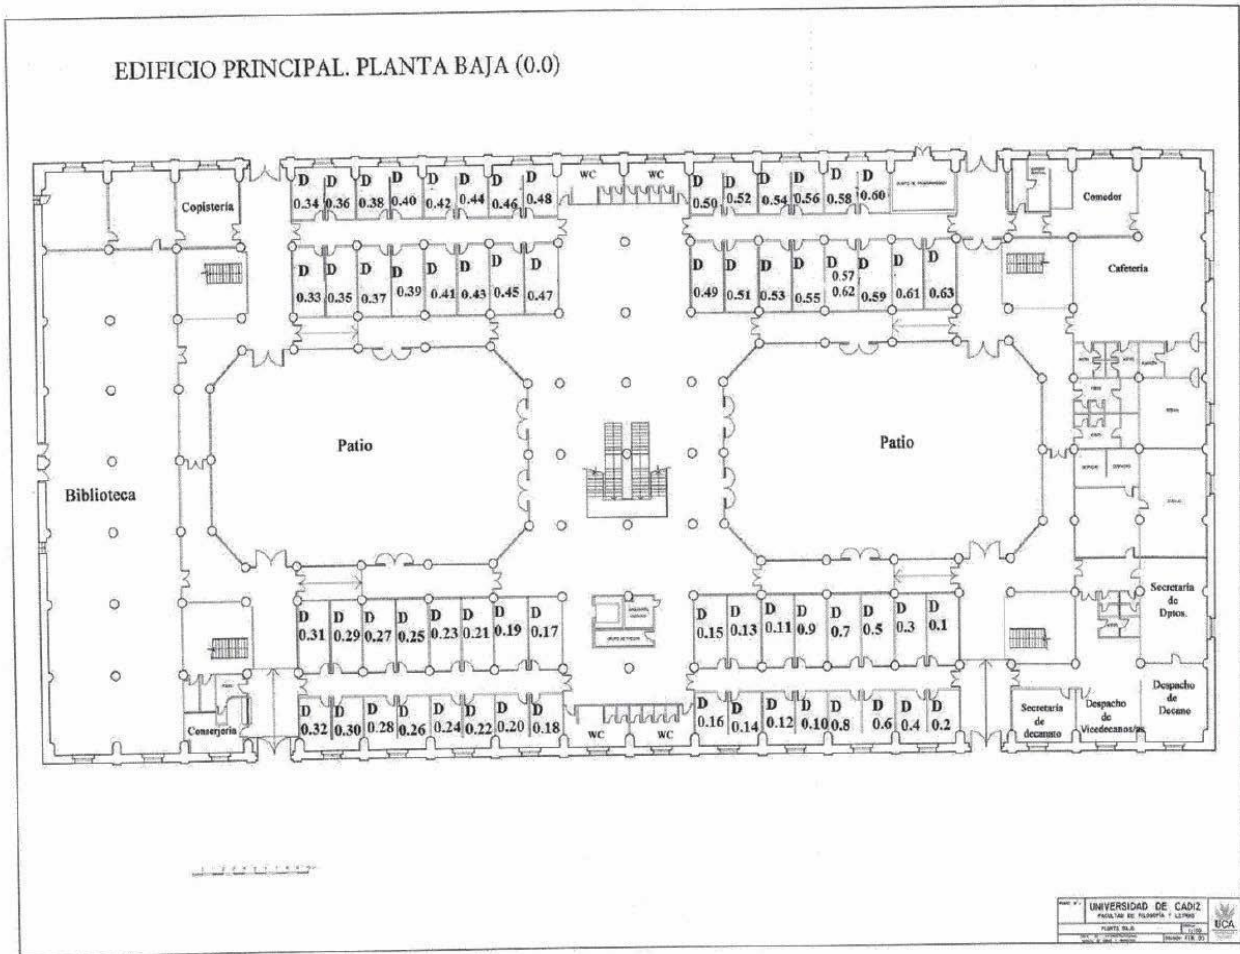 EDIFICIO PRINCIPAL. PLANTA BAJA (0.0)
Copistería
D 0.34
D 0.36
D 0.38
D 0.40
D 0.42
D 0.44
D 0.46
D 0.48
WC
WC
D 0.50
D 0.52
D 0.54
D 0.56
D 0.58
D 0.60
Comedor
Cafetería
D 0.33
D 0.35
D 0.37
D 0.39
D 0.41
D 0.43
D 0.45
D 0.47
D 0.49
D 0.51
D 0.53
D 0.55
D 0.57 0.62
D 0.59
D 0.61
D 0.63
Patio
Patio
Biblioteca
Secretaría de Dptos.
D 0.31
D 0.29
D 0.27
D 0.25
D 0.23
D 0.21
D 0.19
D 0.17
D 0.15
D 0.13
D 0.11
D 0.9
D 0.7
D 0.5
D 0.3
D 0.1
Conserjería
D 0.32
D 0.30
D 0.28
D 0.26
D 0.24
D 0.22
D 0.20
D 0.18
WC
WC
D 0.16
D 0.14
D 0.12
D 0.10
D 0.8
D 0.6
D 0.4
D 0.2
Secretaría de decanato
Despacho de Vicedecanos/as
Despacho de Decano
UNIVERSIDAD DE CADIZ
FACULTAD DE FILOSOFÍA Y LETRAS
PLANTA BAJA
UCA